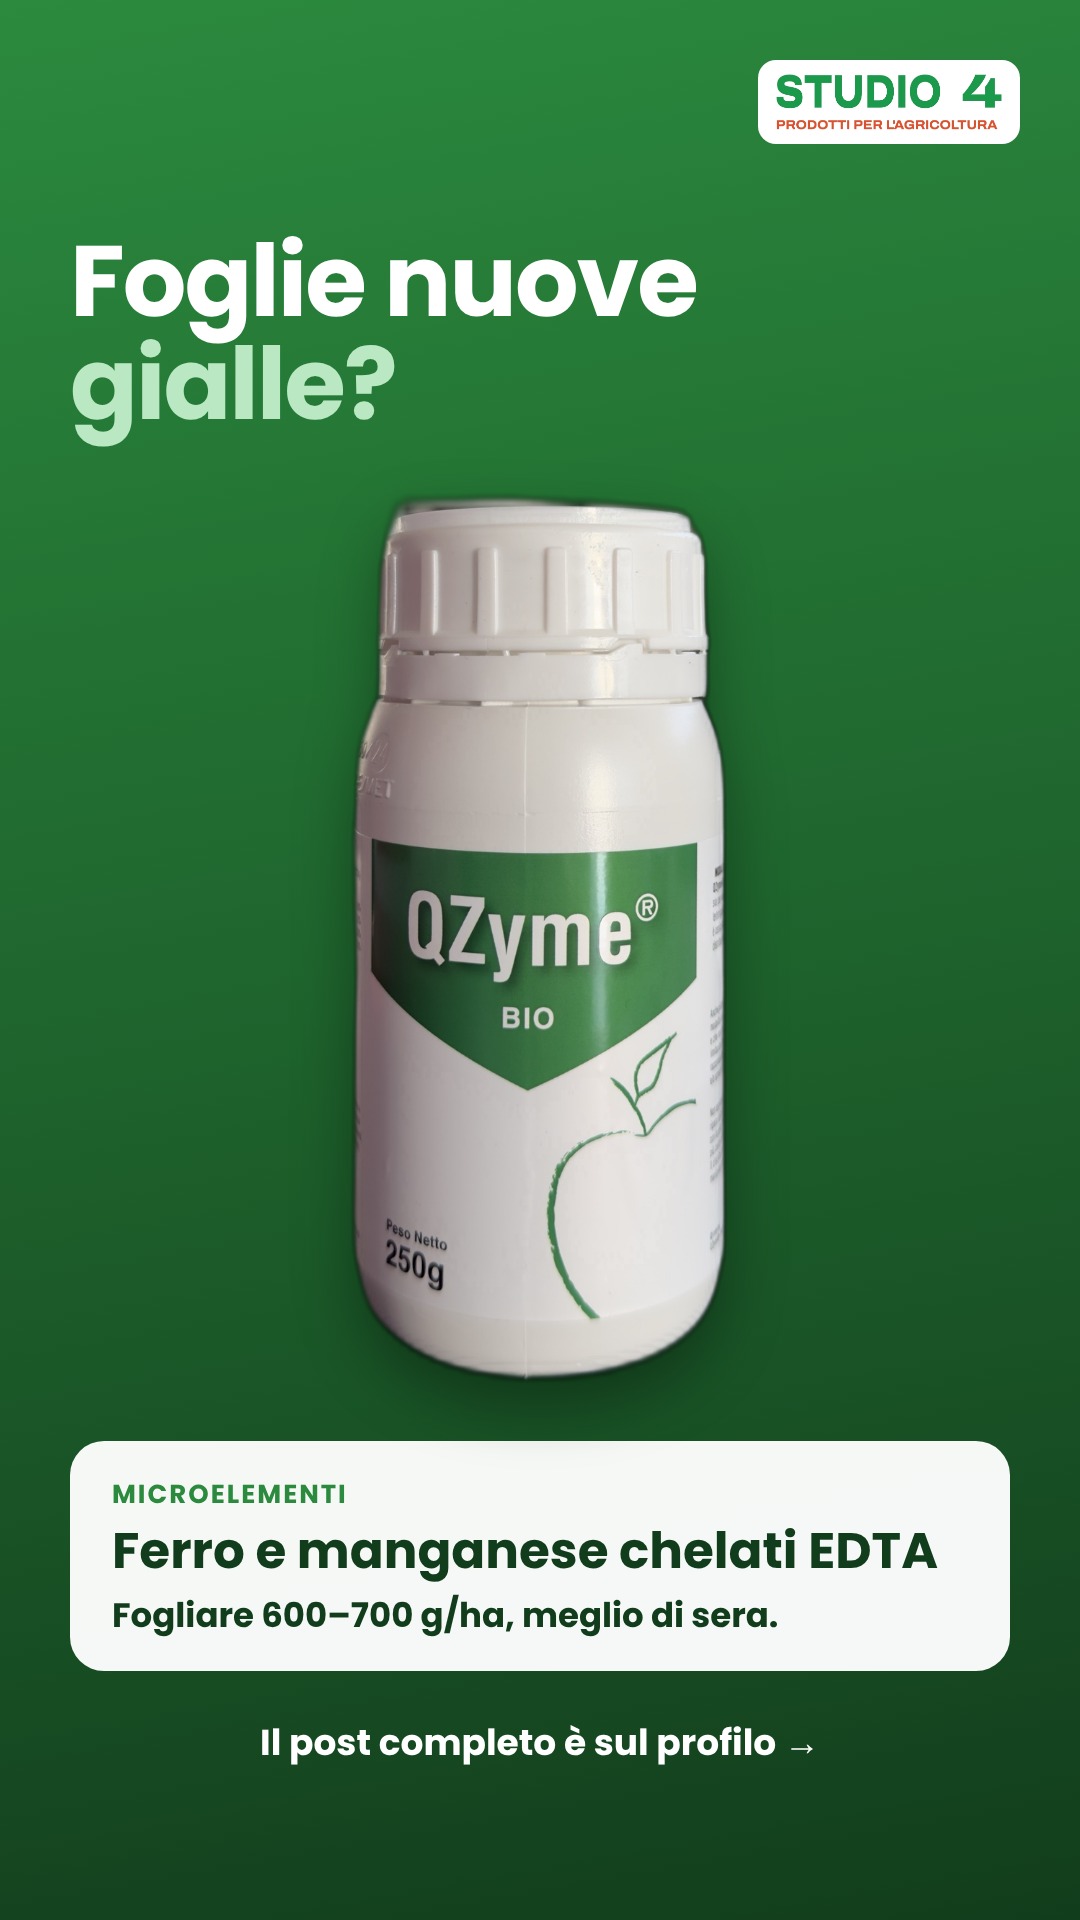 STUDIO 4
PRODOTTI PER L'AGRICOLTURA
Foglie nuove
gialle?
QZyme®
BIO
Peso Netto
250g
MICROELEMENTI
Ferro e manganese chelati EDTA
Fogliare 600–700 g/ha, meglio di sera.
Il post completo è sul profilo →